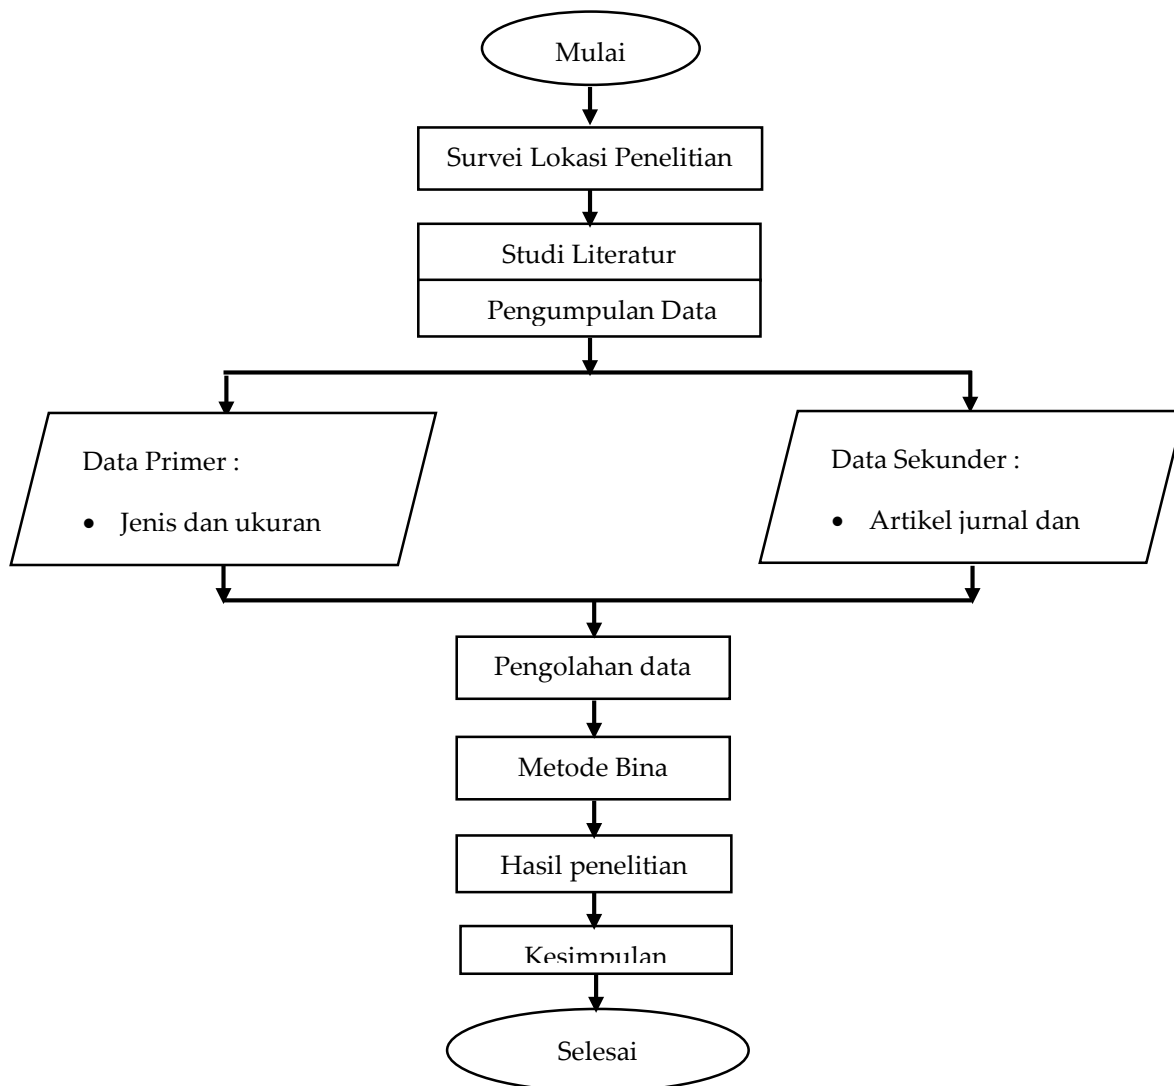 Mulai
Survei Lokasi Penelitian
Studi Literatur
Pengumpulan Data
Data Primer :
• Jenis dan ukuran
Data Sekunder :
• Artikel jurnal dan
Pengolahan data
Metode Bina
Hasil penelitian
Kesimpulan
Selesai